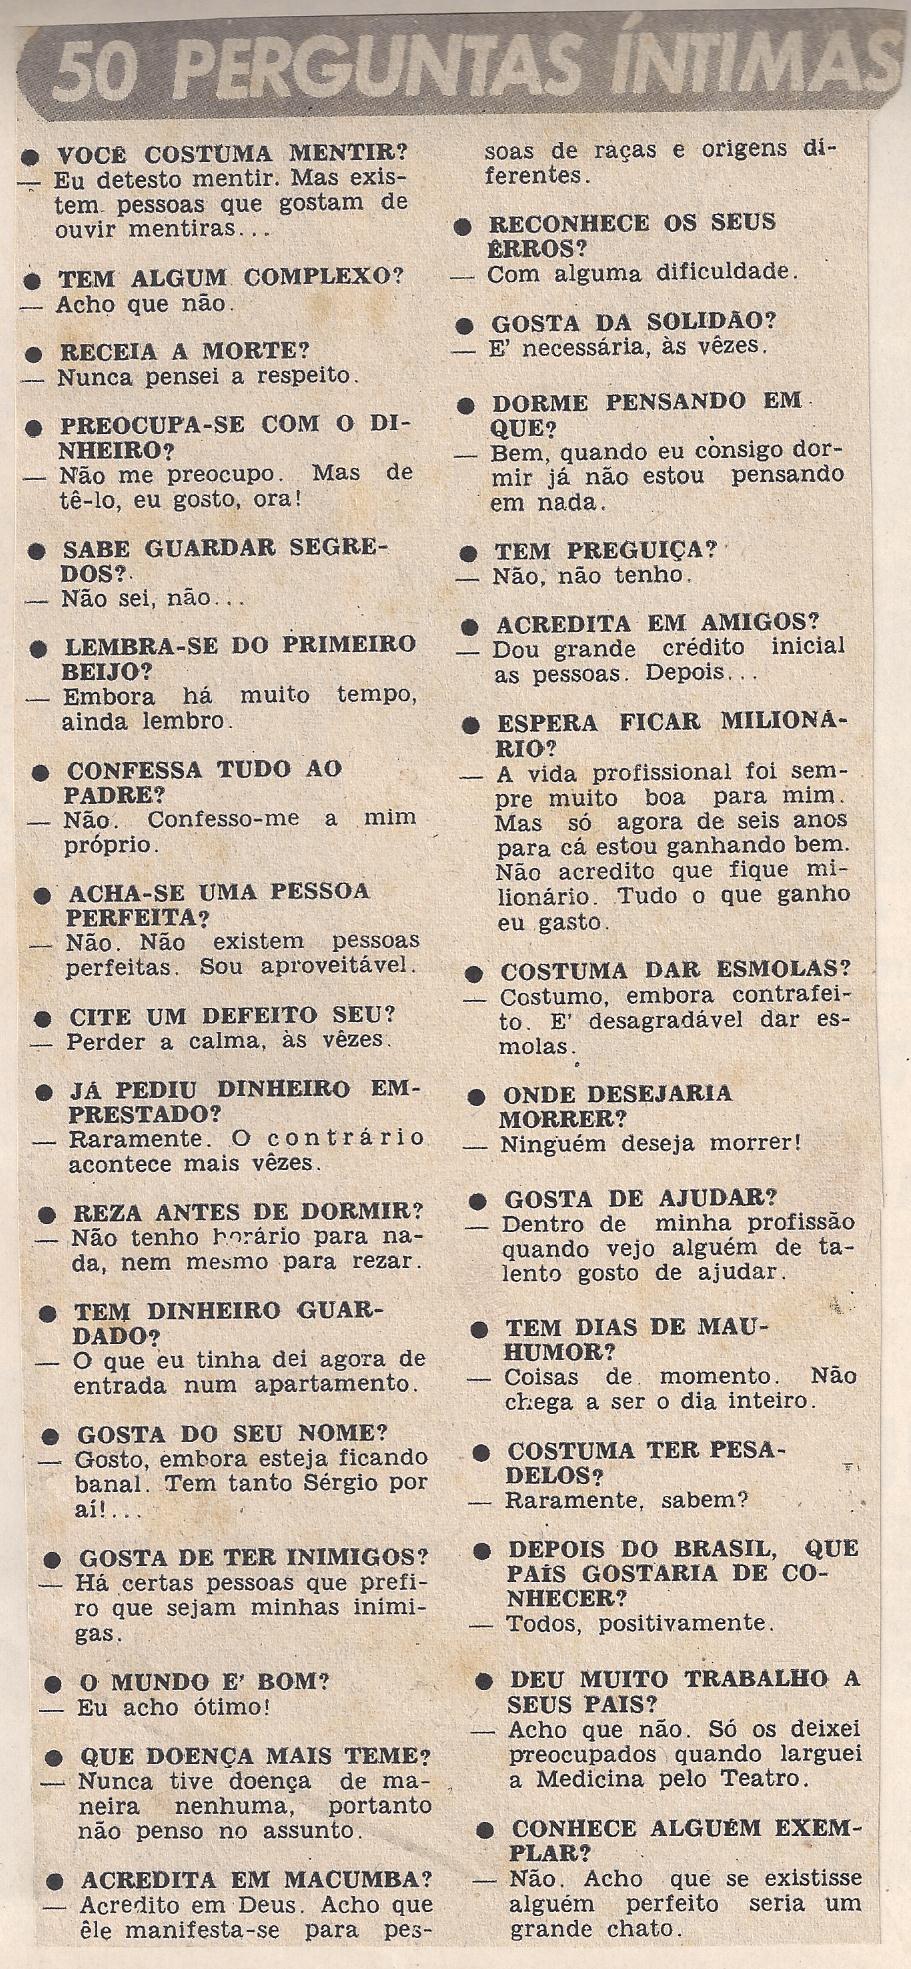 50 PERGUNTAS ÍNTIMAS
● VOCÊ COSTUMA MENTIR?
— Eu detesto mentir. Mas exis-
tem pessoas que gostam de
ouvir mentiras...
● TEM ALGUM COMPLEXO?
— Acho que não.
● RECEIA A MORTE?
— Nunca pensei a respeito.
● PREOCUPA-SE COM O DI-
NHEIRO?
— Não me preocupo. Mas de
tê-lo, eu gosto, ora!
● SABE GUARDAR SEGRE-
DOS?
— Não sei, não...
● LEMBRA-SE DO PRIMEIRO
BEIJO?
— Embora há muito tempo,
ainda lembro.
● CONFESSA TUDO AO
PADRE?
— Não. Confesso-me a mim
próprio.
● ACHA-SE UMA PESSOA
PERFEITA?
— Não. Não existem pessoas
perfeitas. Sou aproveitável.
● CITE UM DEFEITO SEU?
— Perder a calma, às vêzes.
● JÁ PEDIU DINHEIRO EM-
PRESTADO?
— Raramente. O contrário
acontece mais vêzes.
● REZA ANTES DE DORMIR?
— Não tenho horário para na-
da, nem mesmo para rezar.
● TEM DINHEIRO GUAR-
DADO?
— O que eu tinha dei agora de
entrada num apartamento.
● GOSTA DO SEU NOME?
— Gosto, embora esteja ficando
banal. Tem tanto Sérgio por
aí!...
● GOSTA DE TER INIMIGOS?
— Há certas pessoas que prefi-
ro que sejam minhas inimi-
gas.
● O MUNDO E' BOM?
— Eu acho ótimo!
● QUE DOENÇA MAIS TEME?
— Nunca tive doença de ma-
neira nenhuma, portanto
não penso no assunto.
● ACREDITA EM MACUMBA?
— Acredito em Deus. Acho que
êle manifesta-se para pes-
soas de raças e origens di-
ferentes.
● RECONHECE OS SEUS
ÊRROS?
— Com alguma dificuldade.
● GOSTA DA SOLIDÃO?
— E' necessária, às vêzes.
● DORME PENSANDO EM
QUE?
— Bem, quando eu consigo dor-
mir já não estou pensando
em nada.
● TEM PREGUIÇA?
— Não, não tenho.
● ACREDITA EM AMIGOS?
— Dou grande crédito inicial
as pessoas. Depois...
● ESPERA FICAR MILIONÁ-
RIO?
— A vida profissional foi sem-
pre muito boa para mim.
Mas só agora de seis anos
para cá estou ganhando bem.
Não acredito que fique mi-
lionário. Tudo o que ganho
eu gasto.
● COSTUMA DAR ESMOLAS?
— Costumo, embora contrafei-
to. E' desagradável dar es-
molas.
● ONDE DESEJARIA
MORRER?
— Ninguém deseja morrer!
● GOSTA DE AJUDAR?
— Dentro de minha profissão
quando vejo alguém de ta-
lento gosto de ajudar.
● TEM DIAS DE MAU-
HUMOR?
— Coisas de momento. Não
chega a ser o dia inteiro.
● COSTUMA TER PESA-
DELOS?
— Raramente, sabem?
● DEPOIS DO BRASIL, QUE
PAÍS GOSTARIA DE CO-
NHECER?
— Todos, positivamente.
● DEU MUITO TRABALHO A
SEUS PAIS?
— Acho que não. Só os deixei
preocupados quando larguei
a Medicina pelo Teatro.
● CONHECE ALGUÉM EXEM-
PLAR?
— Não. Acho que se existisse
alguém perfeito seria um
grande chato.